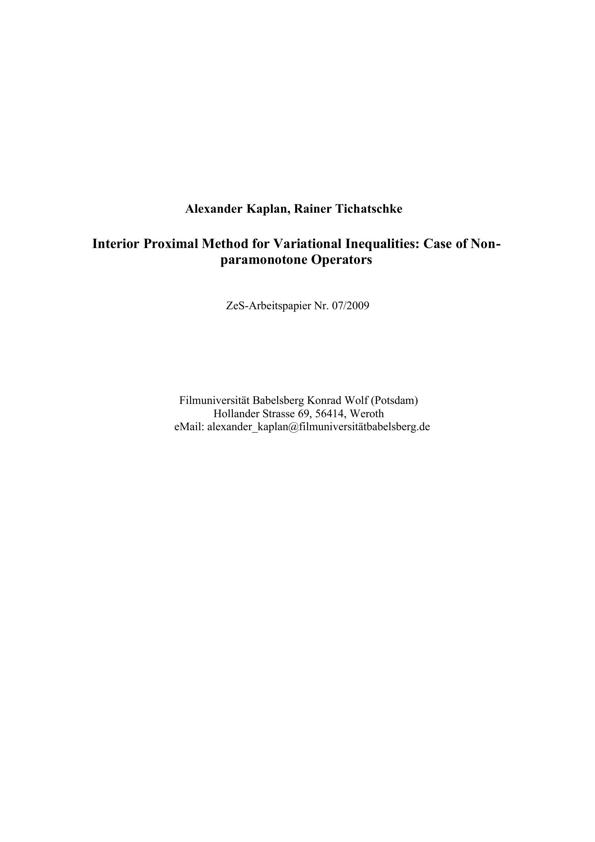 Alexander Kaplan, Rainer Tichatschke
Interior Proximal Method for Variational Inequalities: Case of Non-
paramonotone Operators
ZeS-Arbeitspapier Nr. 07/2009
Filmuniversität Babelsberg Konrad Wolf (Potsdam)
Hollander Strasse 69, 56414, Weroth
eMail: alexander_kaplan@filmuniversitätbabelsberg.de